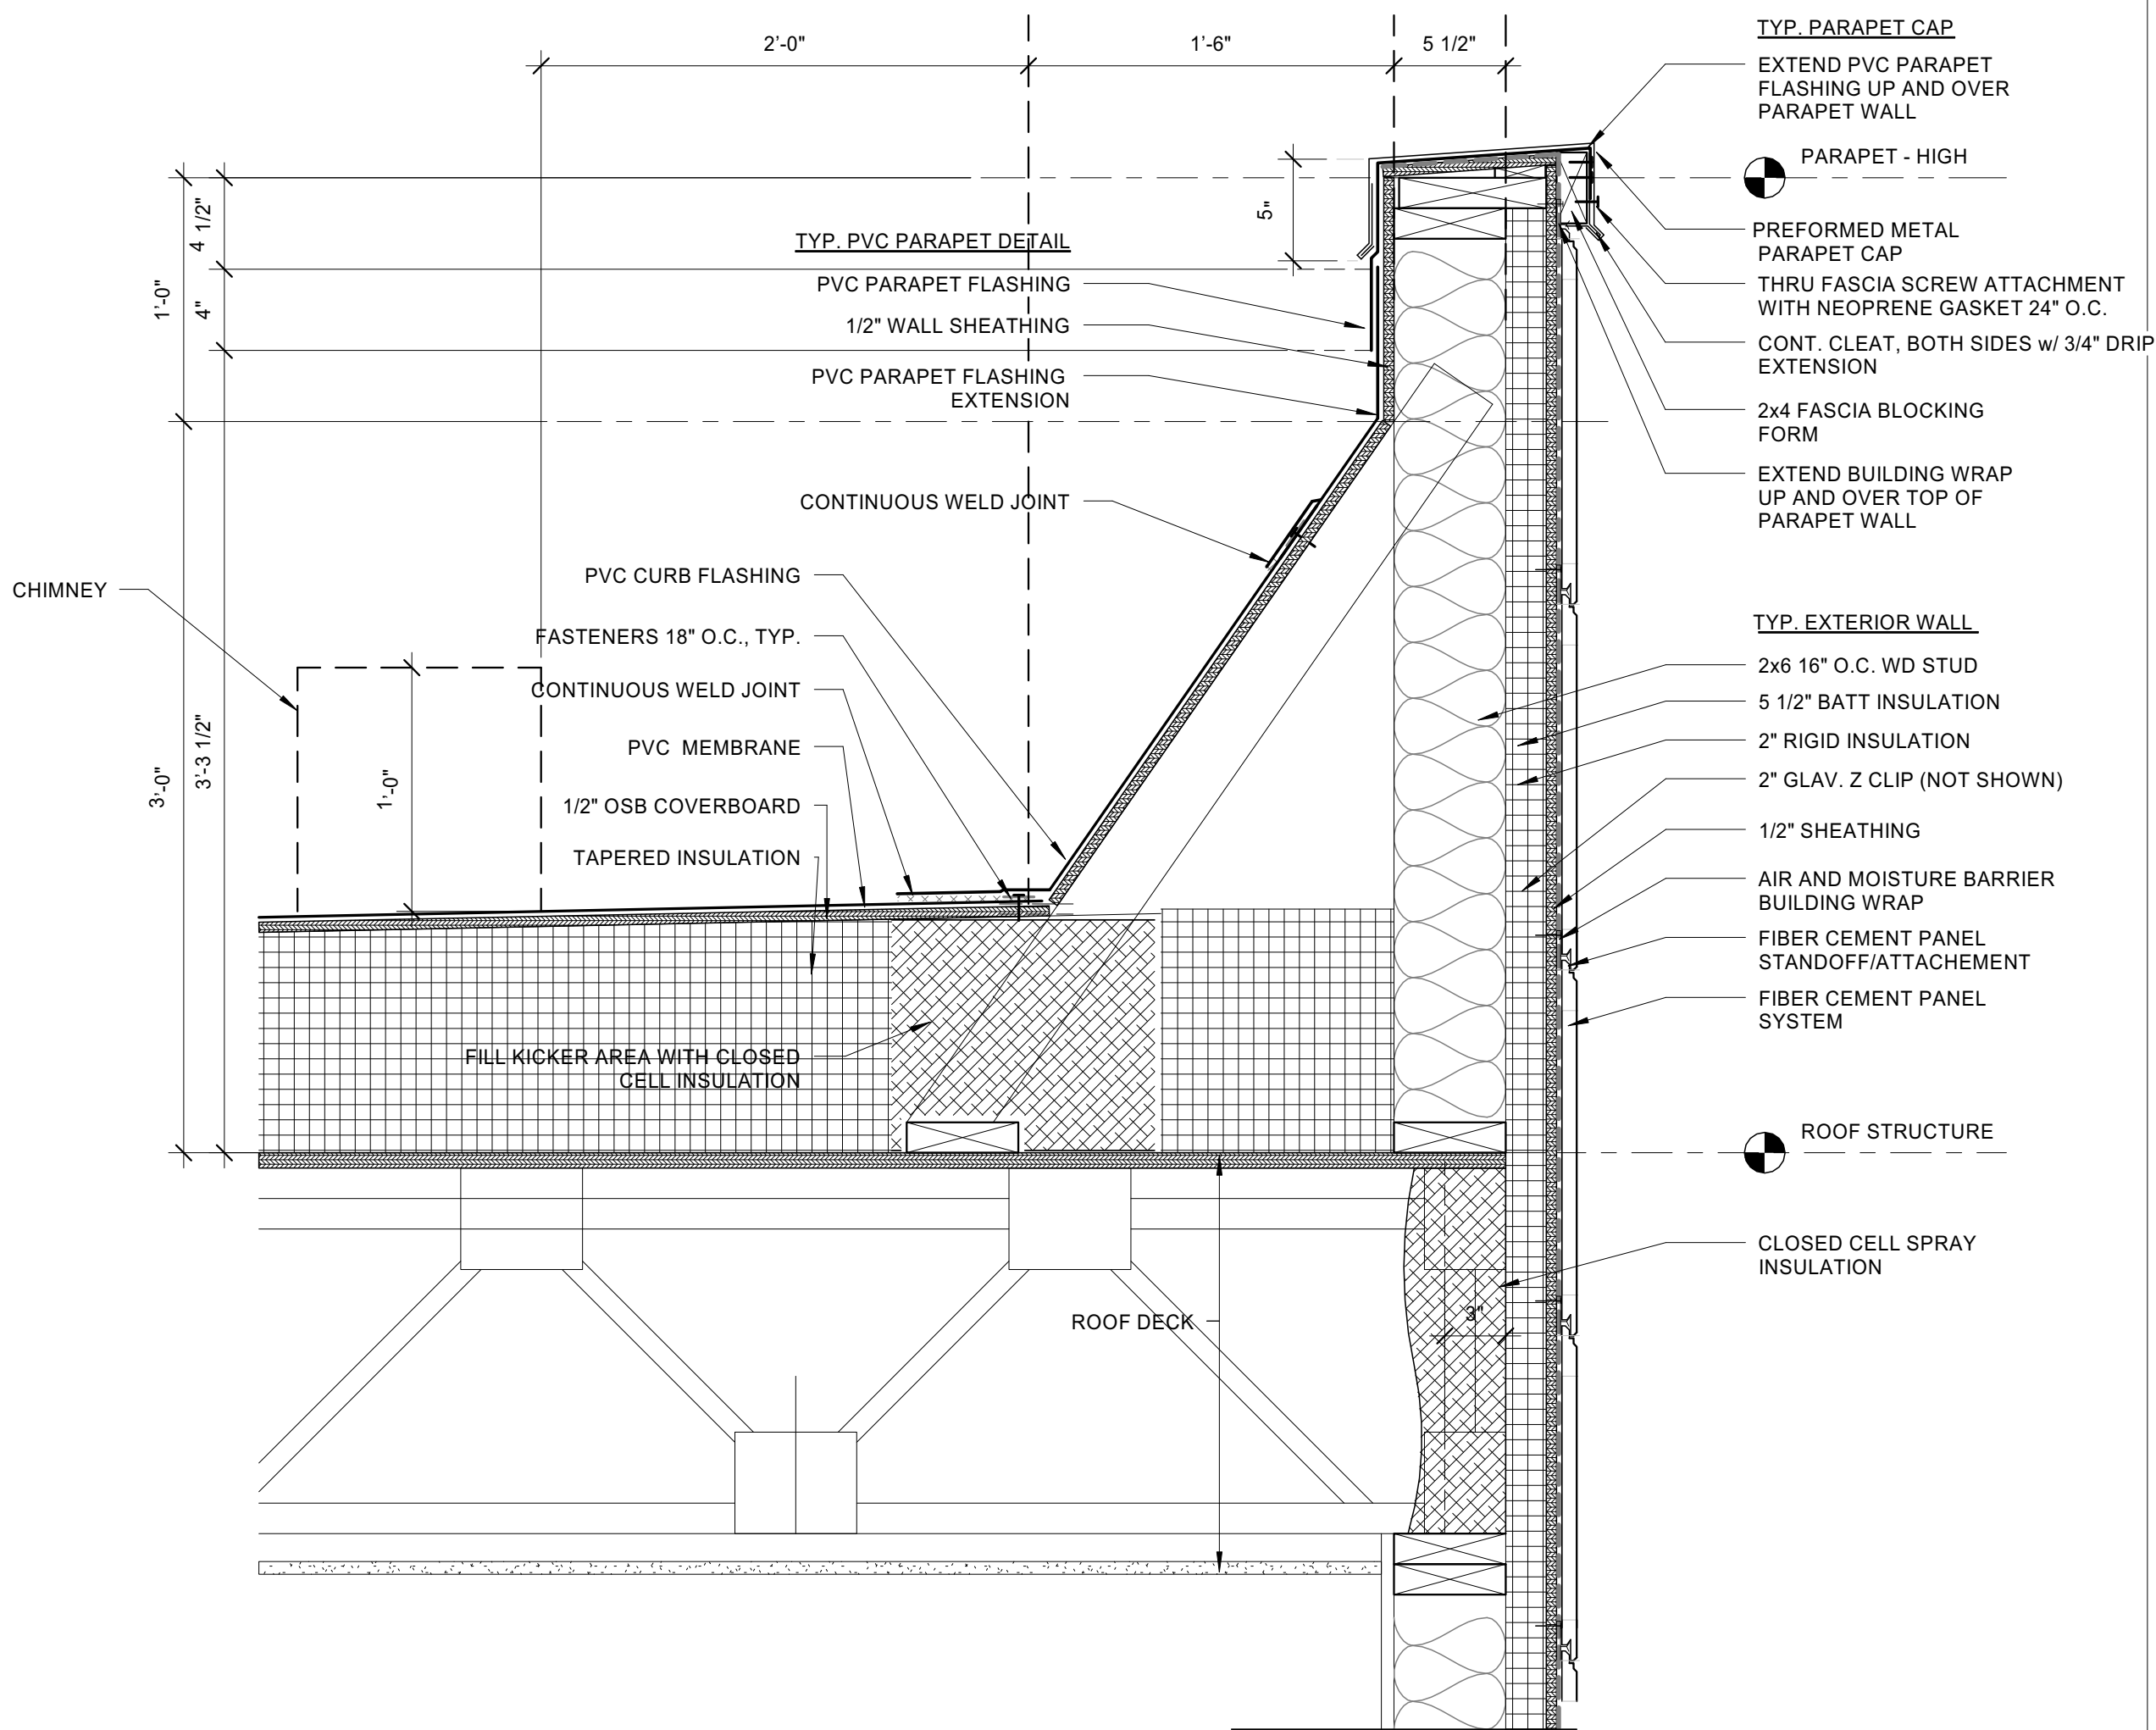 2'-0"
1'-6"
5 1/2"
TYP. PARAPET CAP
EXTEND PVC PARAPET
FLASHING UP AND OVER
PARAPET WALL
PARAPET - HIGH
PREFORMED METAL
PARAPET CAP
THRU FASCIA SCREW ATTACHMENT
WITH NEOPRENE GASKET 24" O.C.
CONT. CLEAT, BOTH SIDES w/ 3/4" DRIP
EXTENSION
2x4 FASCIA BLOCKING
FORM
EXTEND BUILDING WRAP
UP AND OVER TOP OF
PARAPET WALL
4 1/2"
4"
1'-0"
5"
TYP. PVC PARAPET DETAIL
PVC PARAPET FLASHING
1/2" WALL SHEATHING
PVC PARAPET FLASHING
EXTENSION
CONTINUOUS WELD JOINT
CHIMNEY
PVC CURB FLASHING
FASTENERS 18" O.C., TYP.
CONTINUOUS WELD JOINT
PVC MEMBRANE
1/2" OSB COVERBOARD
TAPERED INSULATION
3'-0"
3'-3 1/2"
1'-0"
FILL KICKER AREA WITH CLOSED
CELL INSULATION
TYP. EXTERIOR WALL
2x6 16" O.C. WD STUD
5 1/2" BATT INSULATION
2" RIGID INSULATION
2" GLAV. Z CLIP (NOT SHOWN)
1/2" SHEATHING
AIR AND MOISTURE BARRIER
BUILDING WRAP
FIBER CEMENT PANEL
STANDOFF/ATTACHEMENT
FIBER CEMENT PANEL
SYSTEM
ROOF STRUCTURE
CLOSED CELL SPRAY
INSULATION
3"
ROOF DECK